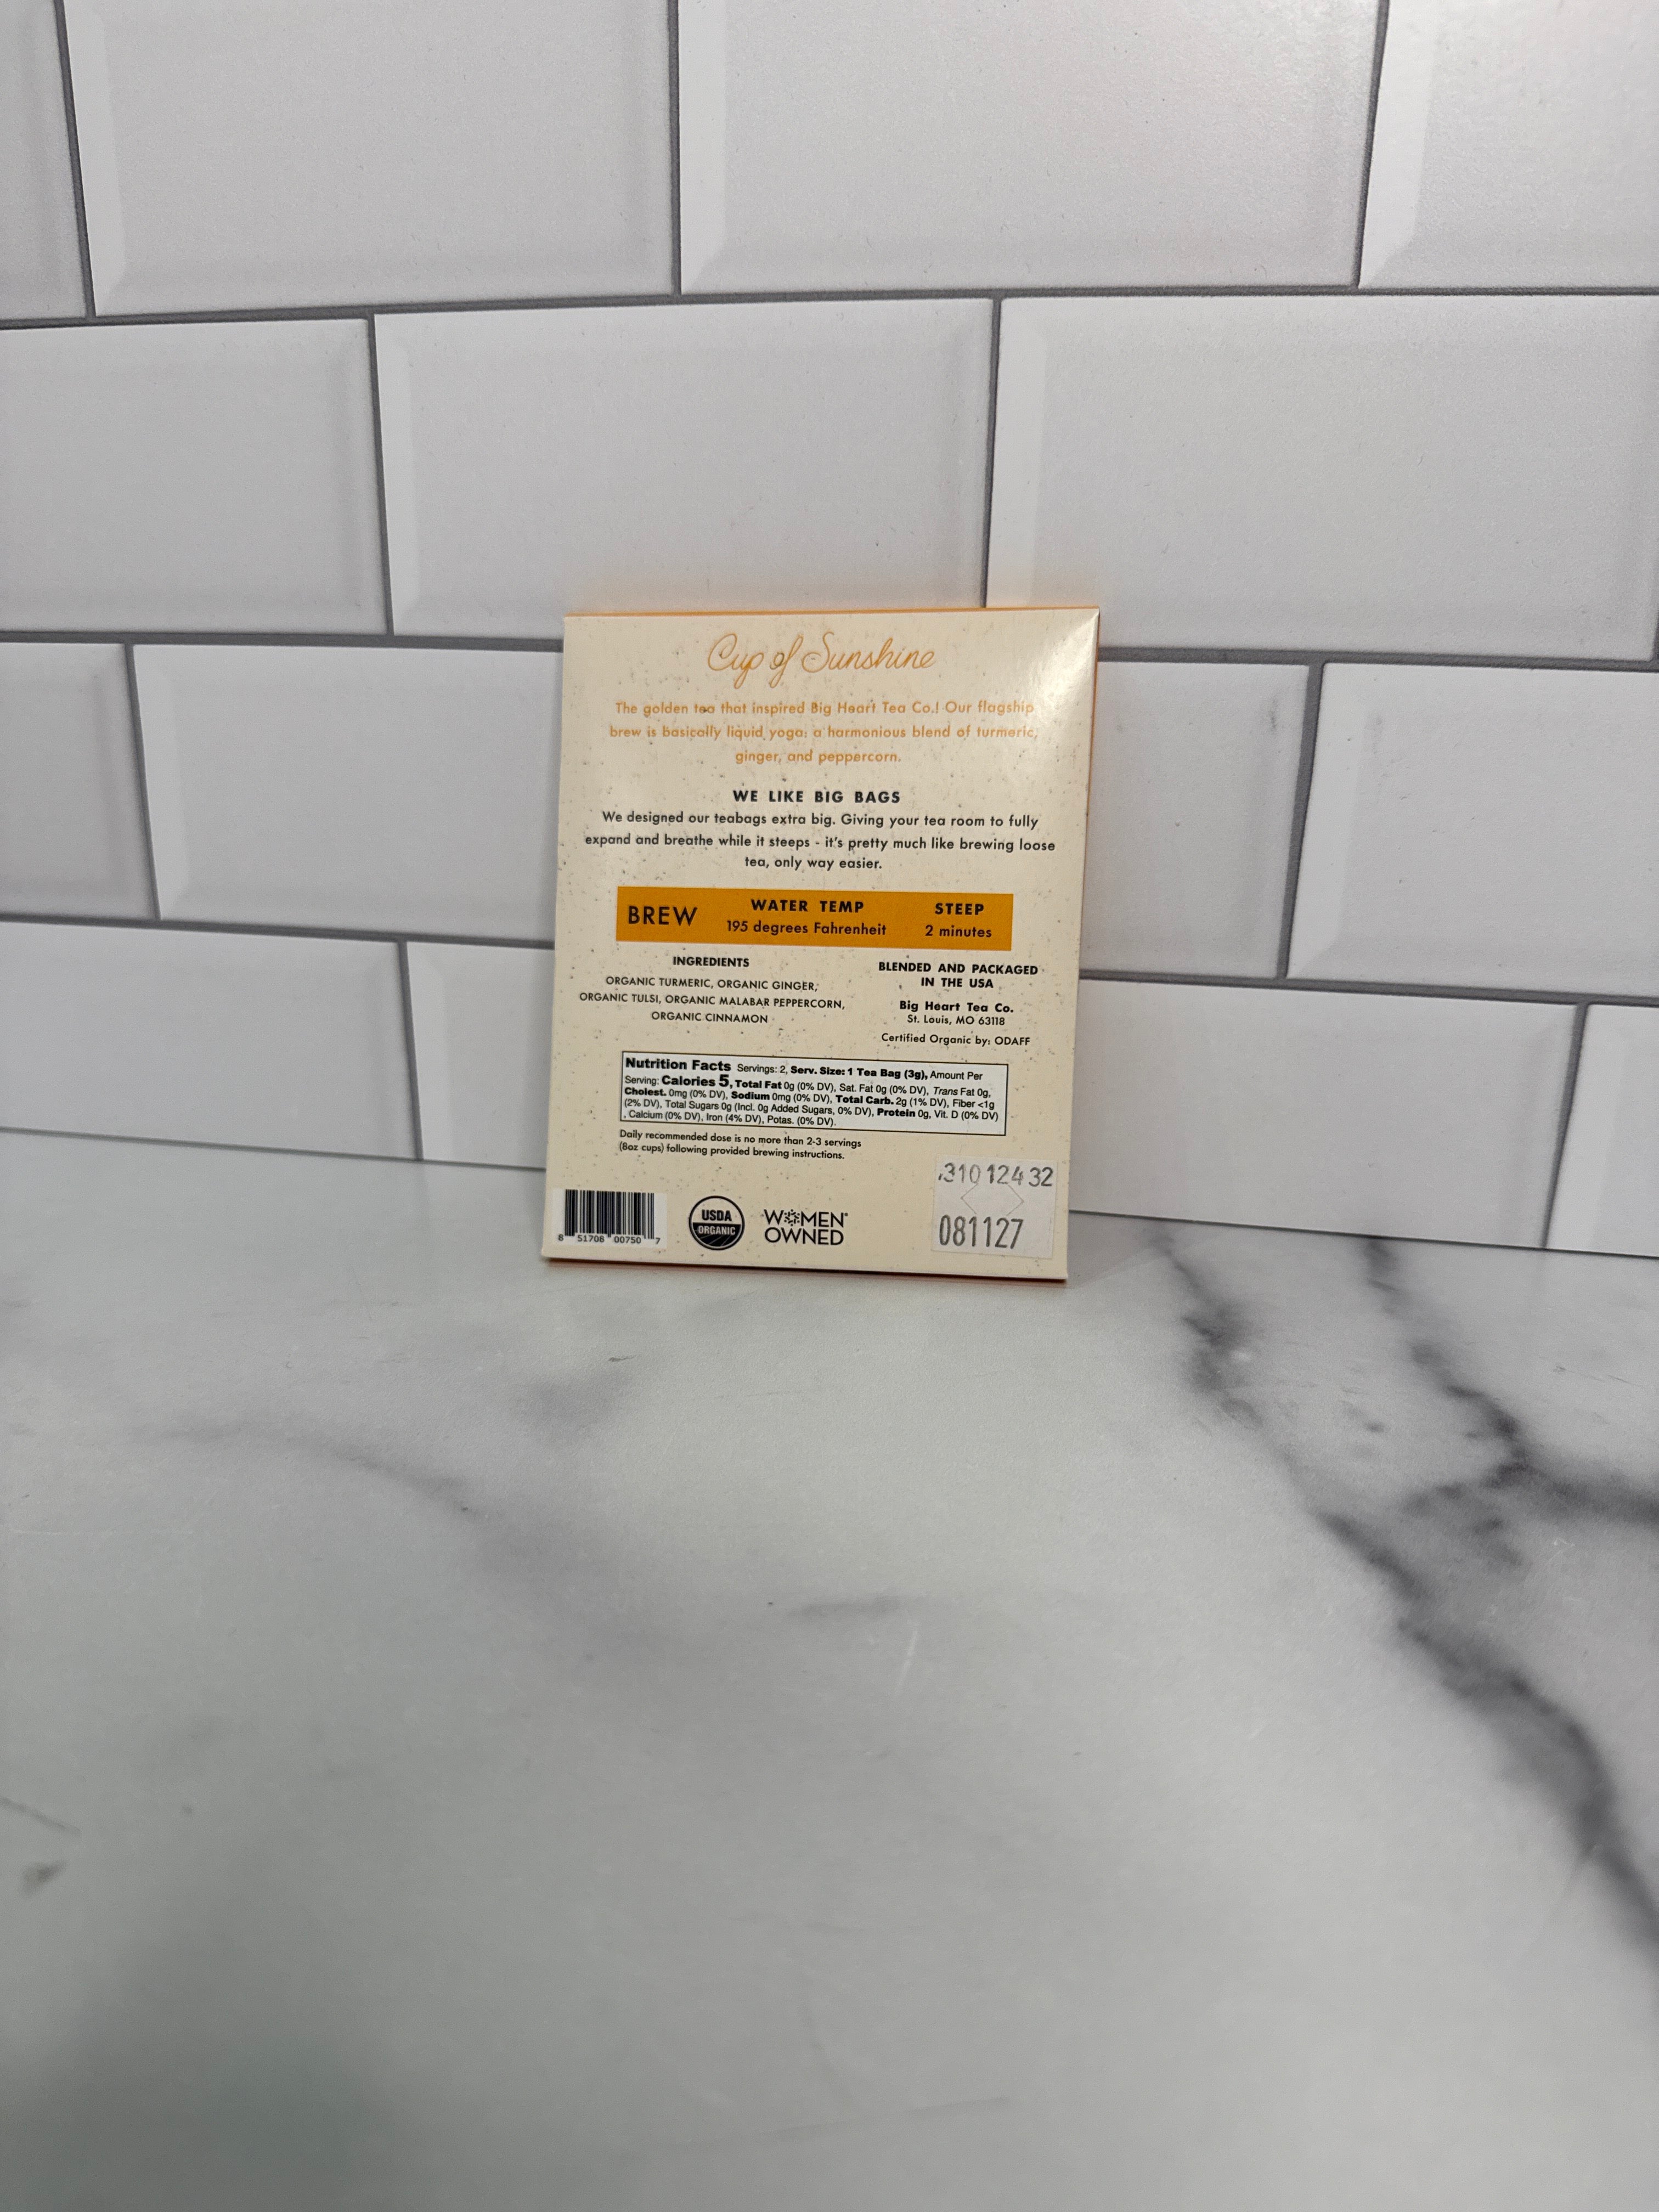 Cup of Sunshine
The golden tea that inspired Big Heart Tea Co.! Our flagship
brew is basically liquid yoga: a harmonious blend of turmeric,
ginger, and peppercorn.
WE LIKE BIG BAGS
We designed our teabags extra big. Giving your tea room to fully
expand and breathe while it steeps - it's pretty much like brewing loose
tea, only way easier.
BREW
WATER TEMP
195 degrees Fahrenheit
STEEP
2 minutes
INGREDIENTS
ORGANIC TURMERIC, ORGANIC GINGER,
ORGANIC TULSI, ORGANIC MALABAR PEPPERCORN,
ORGANIC CINNAMON
BLENDED AND PACKAGED
IN THE USA
Big Heart Tea Co.
St. Louis, MO 63118
Certified Organic by: ODAFF
Nutrition Facts Servings: 2, Serv. Size: 1 Tea Bag (3g), Amount Per
Serving: Calories 5, Total Fat 0g (0% DV), Sat. Fat 0g (0% DV), Trans Fat 0g,
Cholest. 0mg (0% DV), Sodium 0mg (0% DV), Total Carb. 2g (1% DV), Fiber <1g
(2% DV), Total Sugars 0g (Incl. 0g Added Sugars, 0% DV), Protein 0g, Vit. D (0% DV)
, Calcium (0% DV), Iron (4% DV), Potas. (0% DV).
Daily recommended dose is no more than 2-3 servings
(8oz cups) following provided brewing instructions.
31012432
081127
8 51708 00750 7
USDA
ORGANIC
WOMEN
OWNED